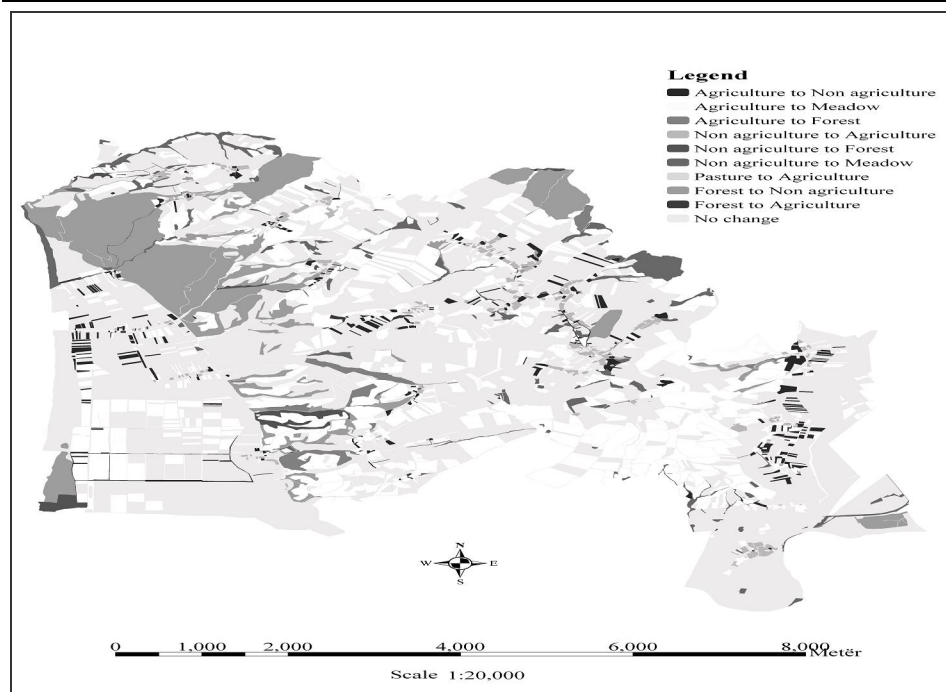 Legend
Agriculture to Non agriculture
Agriculture to Meadow
Agriculture to Forest
Non agriculture to Agriculture
Non agriculture to Forest
Non agriculture to Meadow
Pasture to Agriculture
Forest to Non agriculture
Forest to Agriculture
No change
N
W E
S
0 1,000 2,000 4,000 6,000 8,000
Metër
Scale 1:20,000